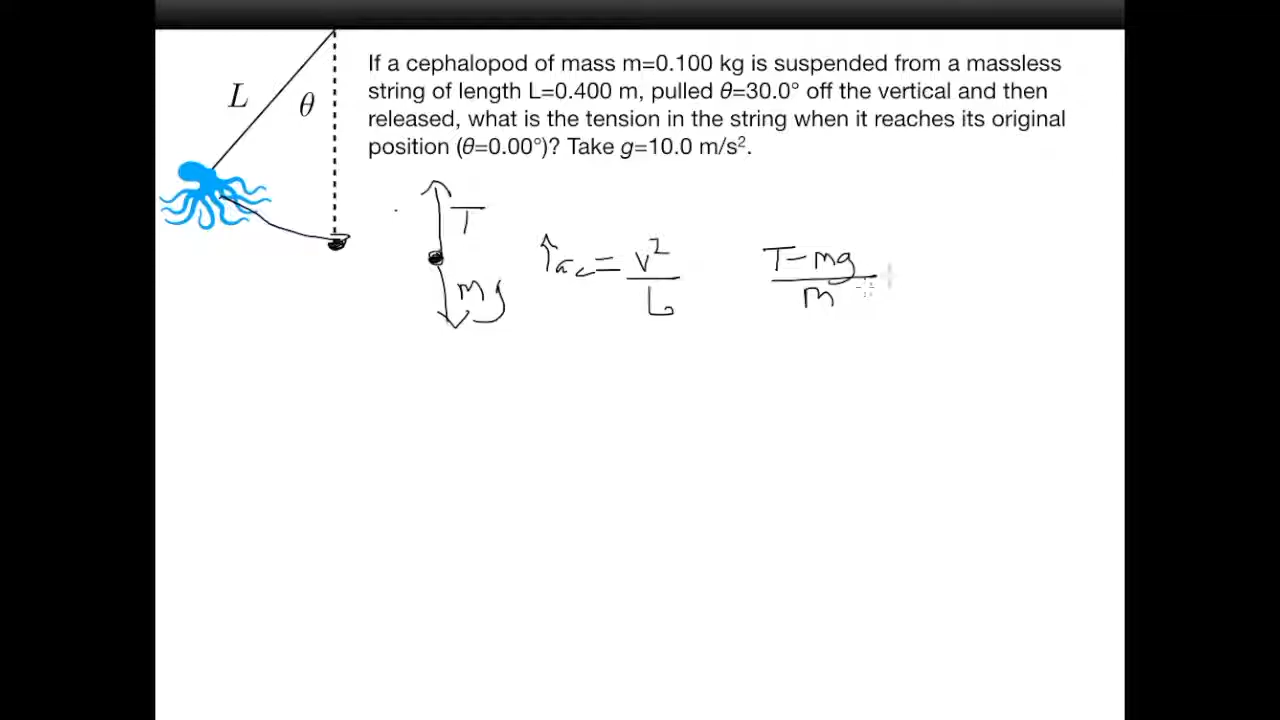 L
θ
If a cephalopod of mass m=0.100 kg is suspended from a massless
string of length L=0.400 m, pulled θ=30.0° off the vertical and then
released, what is the tension in the string when it reaches its original
position (θ=0.00°)? Take g=10.0 m/s².
T
mg
↑a_c = v²/L
T-mg/m